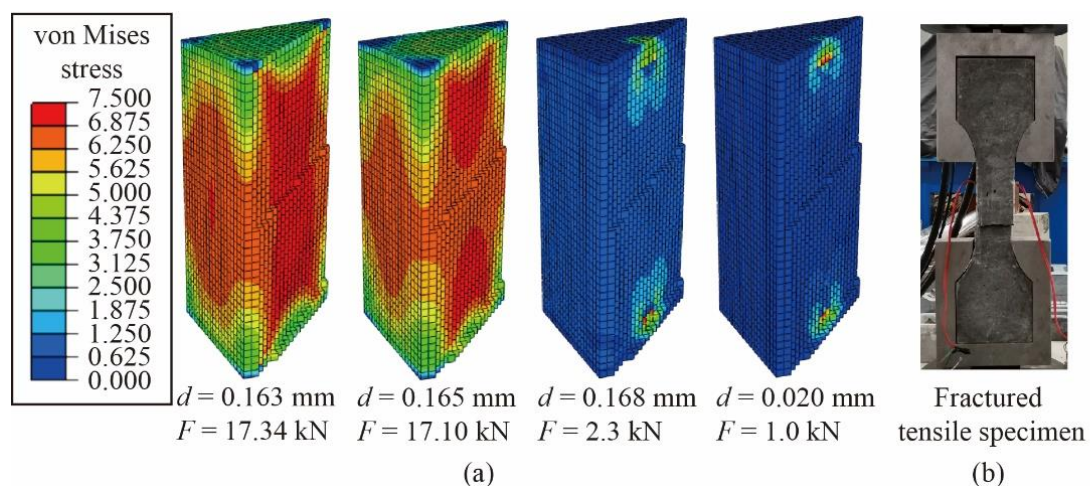 von Mises
stress
7.500
6.875
6.250
5.625
5.000
4.375
3.750
3.125
2.500
1.875
1.250
0.625
0.000
d = 0.163 mm
F = 17.34 kN
d = 0.165 mm
F = 17.10 kN
d = 0.168 mm
F = 2.3 kN
d = 0.020 mm
F = 1.0 kN
(a)
Fractured
tensile specimen
(b)